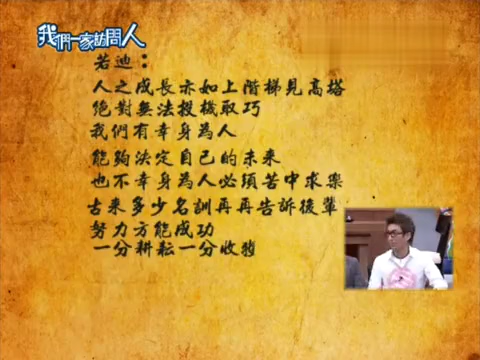 我們一家訪問人
若迪：
人之成長亦如上階梯見高塔
絕對無法投機取巧
我們有幸身為人
能夠決定自己的未來
也不幸身為人必須苦中求樂
古來多少名訓再再告訴後輩
努力方能成功
一分耕耘一分收穫